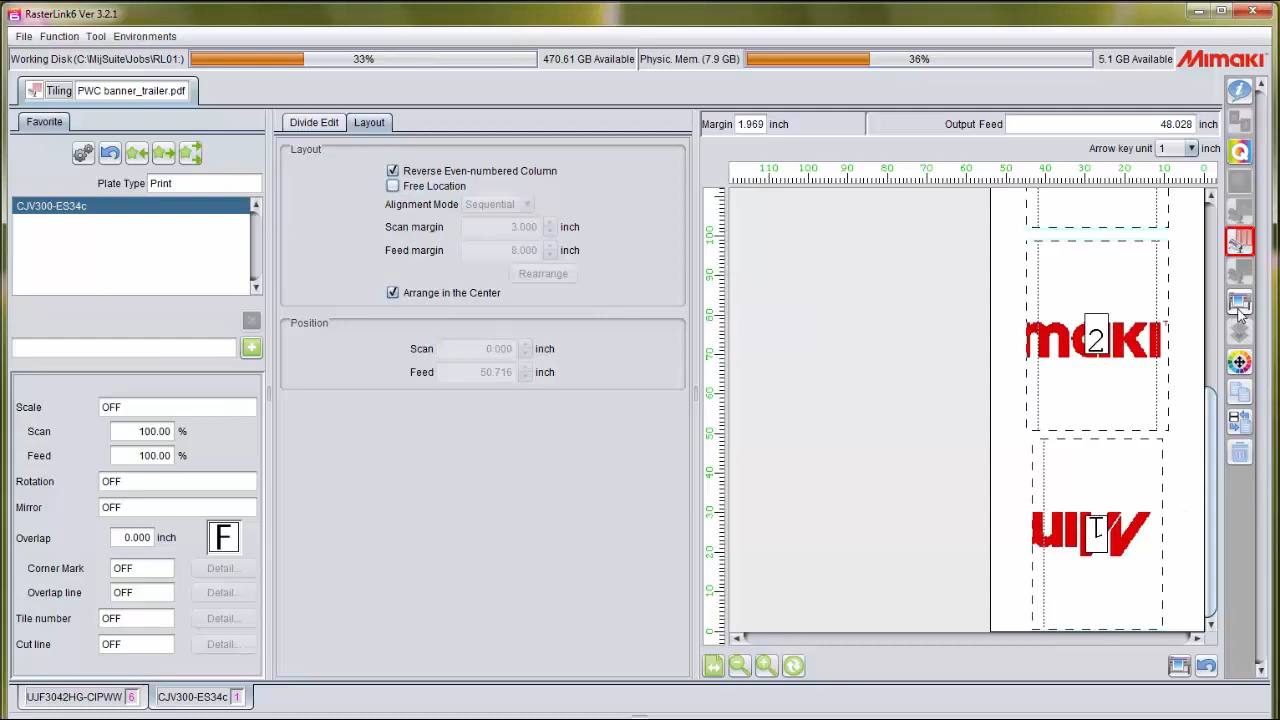 RasterLink6 Ver 3.2.1
File Function Tool Environments
Working Disk (C:\MijSuite\Jobs\RL01:) 33% 470.1 GB Available Physic. Mem. (7.9 GB) 36% 5.1 GB Available Mimaki
Tiling PWC banner_trailer.pdf
Favorite
Divide Edit Layout
Margin 1.969 inch Output Feed 48.028 inch
Arrow key unit 1 inch
Layout
Reverse Even-numbered Column
Free Location
Alignment Mode Sequential
Scan margin 3.000 inch
Feed margin 8.000 inch
Rearrange
Arrange in the Center
Position
Scan 0.000 inch
Feed 50.716 inch
Plate Type Print
CJV300-ES34c
Scale OFF
Scan 100.00 %
Feed 100.00 %
Rotation OFF
Mirror OFF
Overlap 0.000 inch F
Corner Mark OFF Detail...
Overlap line OFF Detail...
Tile number OFF Detail...
Cut line OFF Detail...
110 100 90 80 70 60 50 40 30 20 10 0
100
90
80
70
60
50
40
30
20
10
0
maki
2
Mim
1
UJF3042HG-CIPWW 6 CJV300-ES34c 1